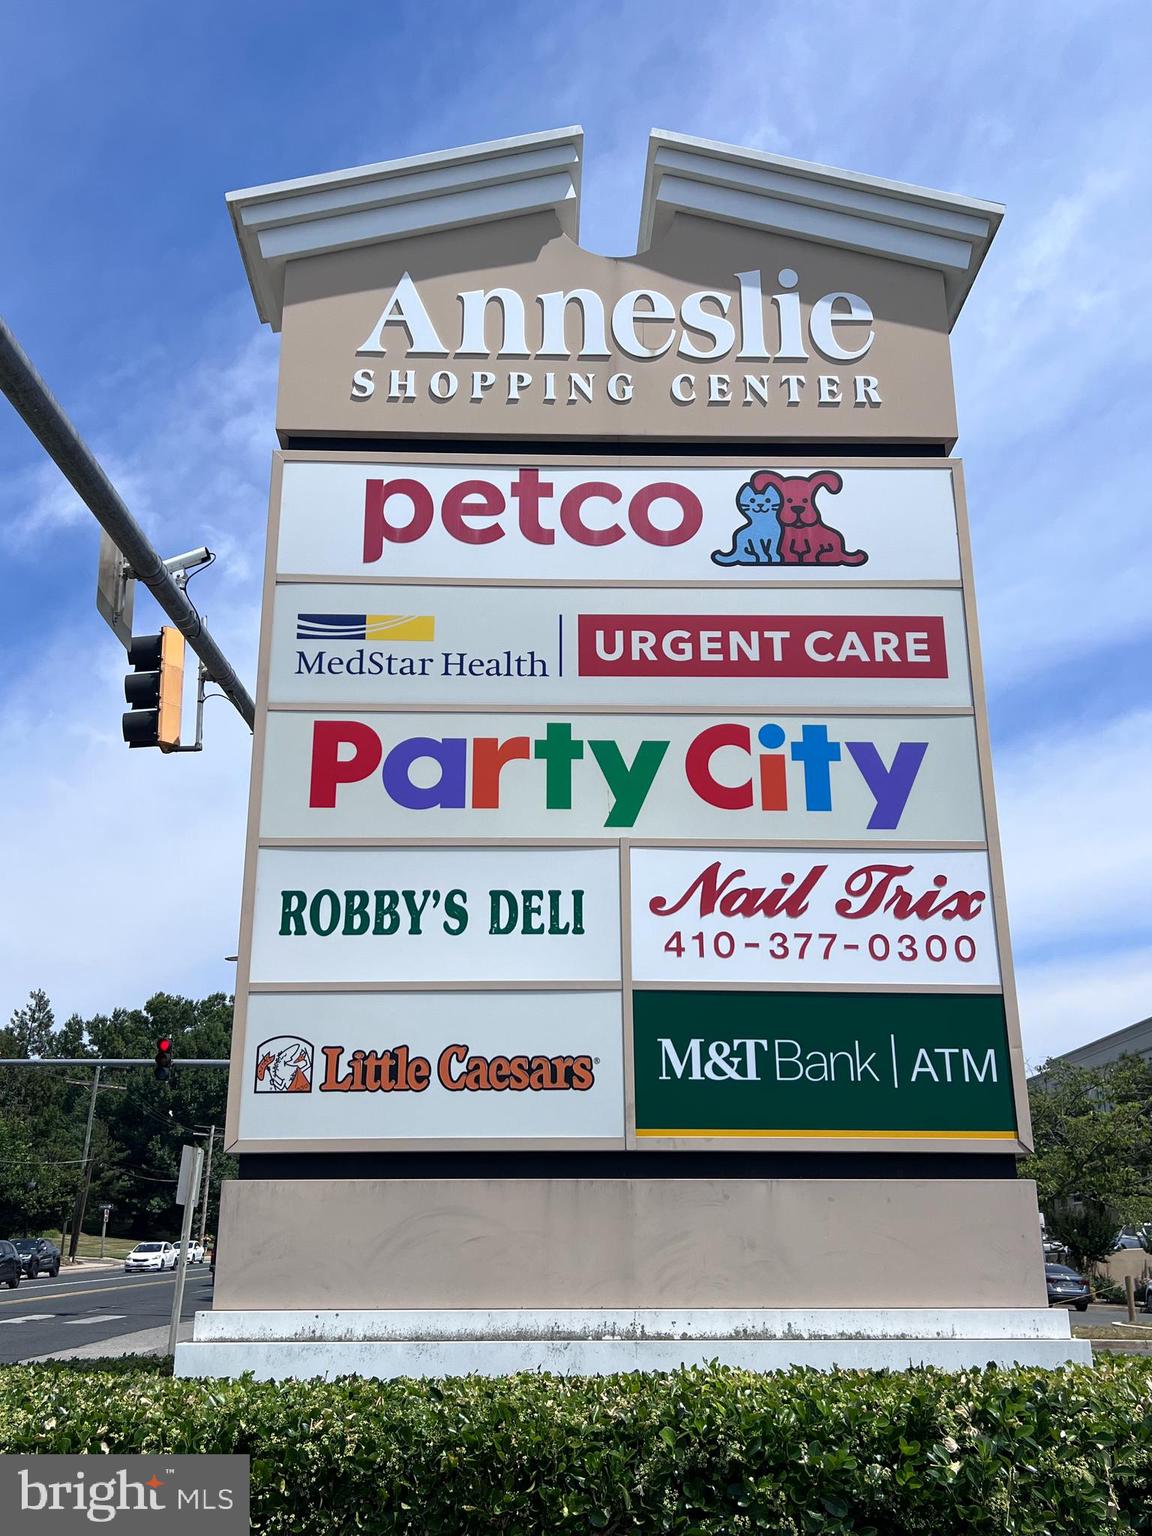 Anneslie
SHOPPING CENTER
petco
MedStar Health
URGENT CARE
Party City
ROBBY'S DELI
Nail Trix
410-377-0300
Little Caesars®
M&T Bank | ATM
bright™ MLS